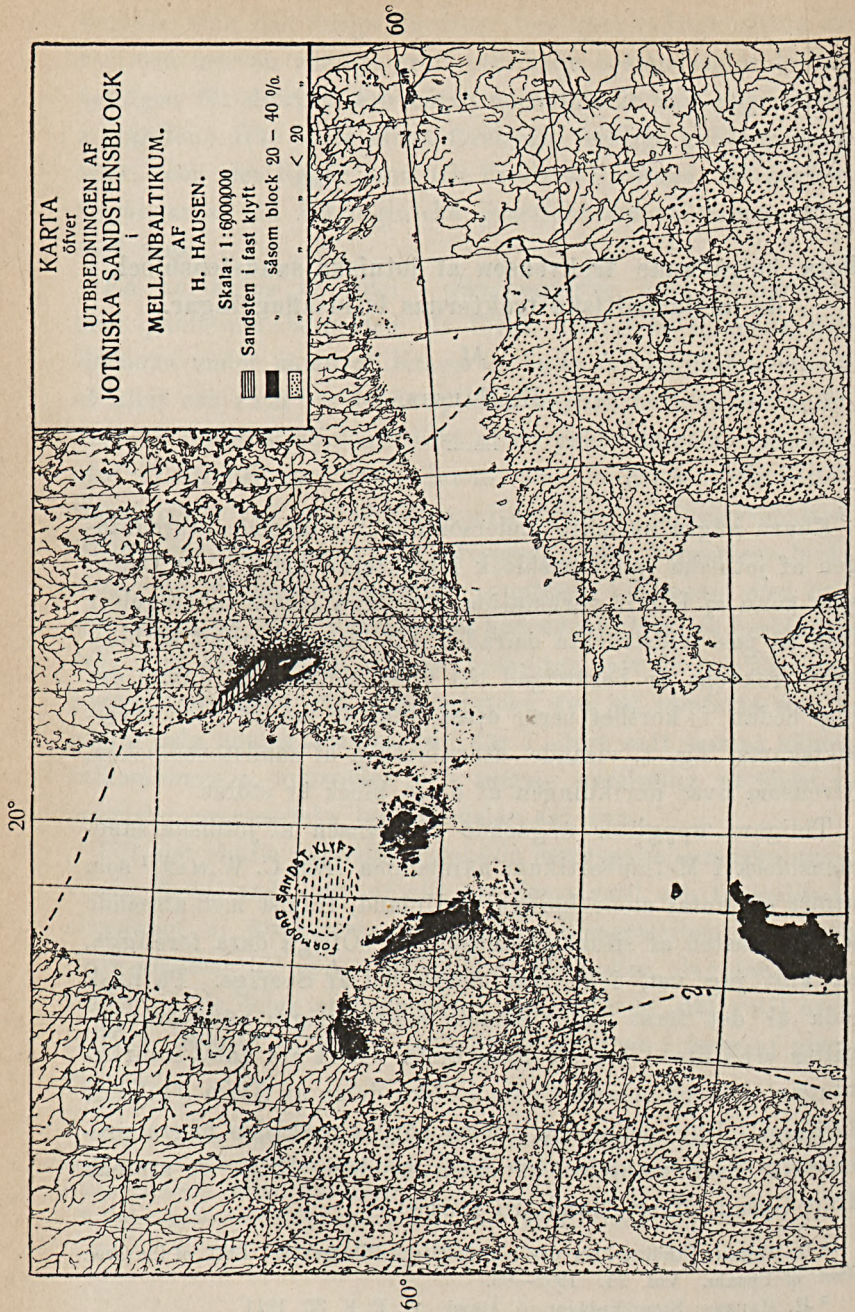 KARTA
öfver
UTBREDNINGEN AF
JOTNISKA SANDSTENSBLOCK
i
MELLANBALTIKUM.
AF
H. HAUSEN.
Skala: 1:6000000
Sandsten i fast klyft
„ såsom block 20 – 40 %.
„ „ „ < 20 „
20°
60°
60°
FORMODAD SANDST. KLYFT
?
?